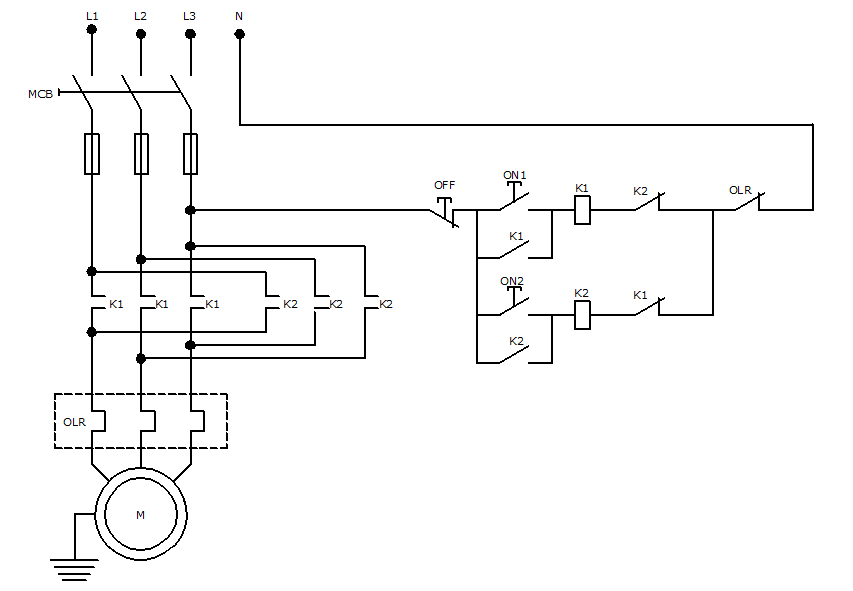 L1 L2 L3 N
MCB
ON1
OFF K1 K2 OLR
K1
ON2
K2 K1
K1 K1 K1 K2 K2 K2
K2
OLR
M